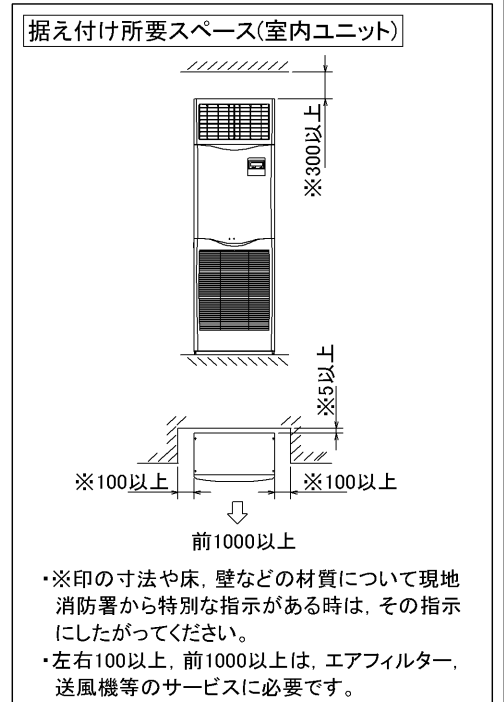 据え付け所要スペース(室内ユニット)
※300以上
※5以上
※100以上
※100以上
前1000以上
・※印の寸法や床, 壁などの材質について現地
消防署から特別な指示がある時は, その指示
にしたがってください。
・左右100以上, 前1000以上は, エアフィルター,
送風機等のサービスに必要です。